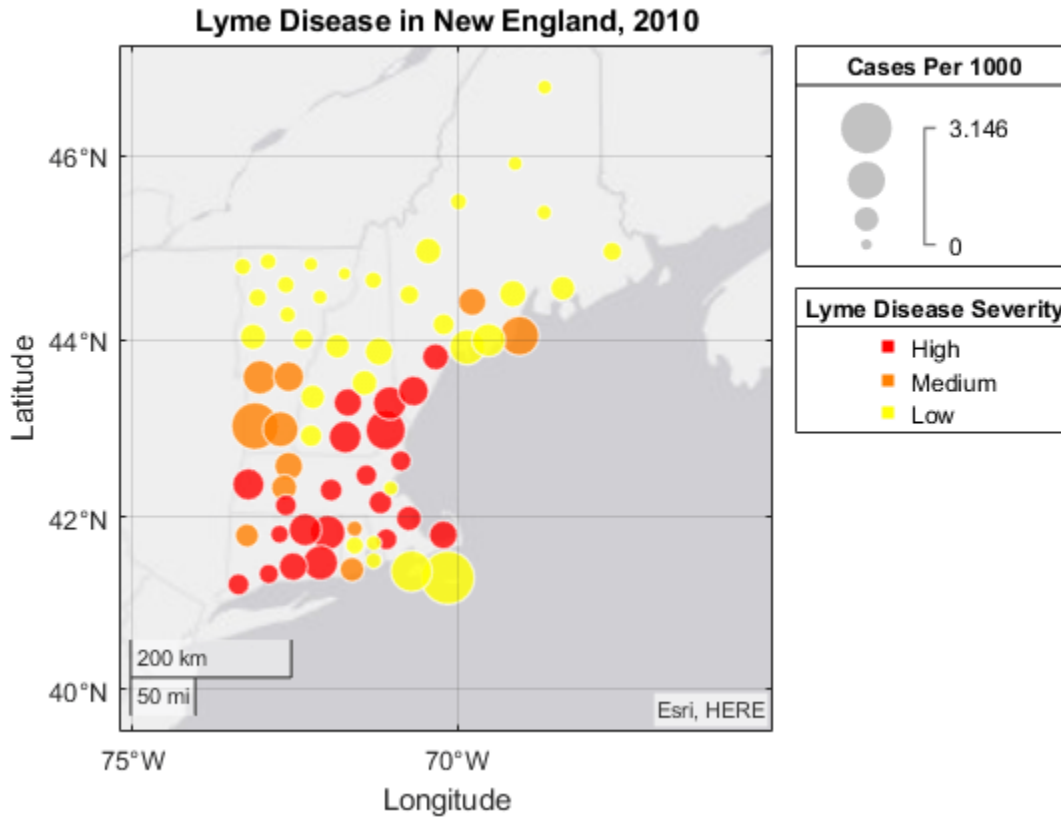 Lyme Disease in New England, 2010
46°N
44°N
42°N
40°N
Latitude
200 km
50 mi
Esri, HERE
75°W
70°W
Longitude
Cases Per 1000
3.146
0
Lyme Disease Severity
High
Medium
Low